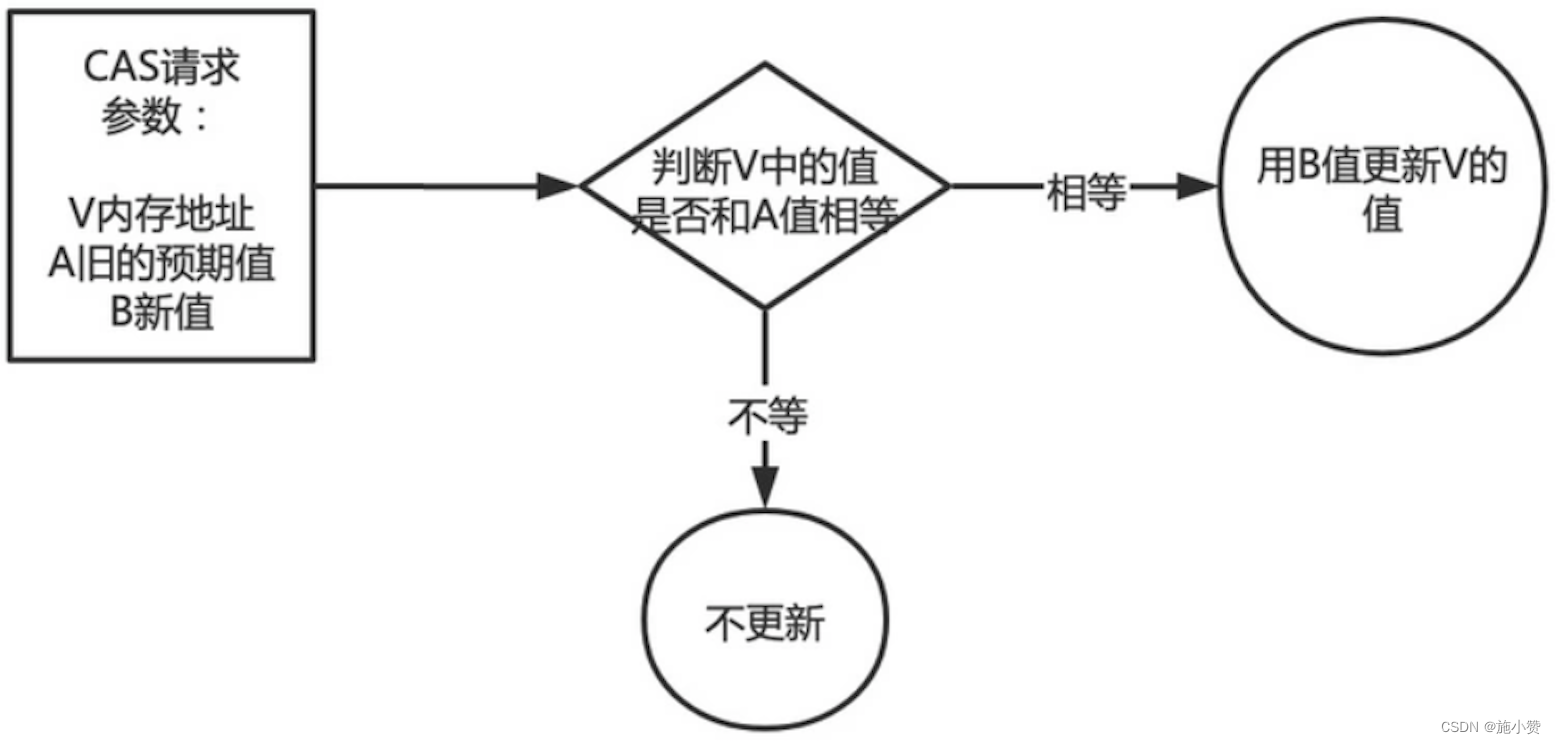 CAS请求
参数：
V内存地址
A旧的预期值
B新值
判断V中的值
是否和A值相等
相等
用B值更新V的
值
不等
不更新
CSDN @施小赞